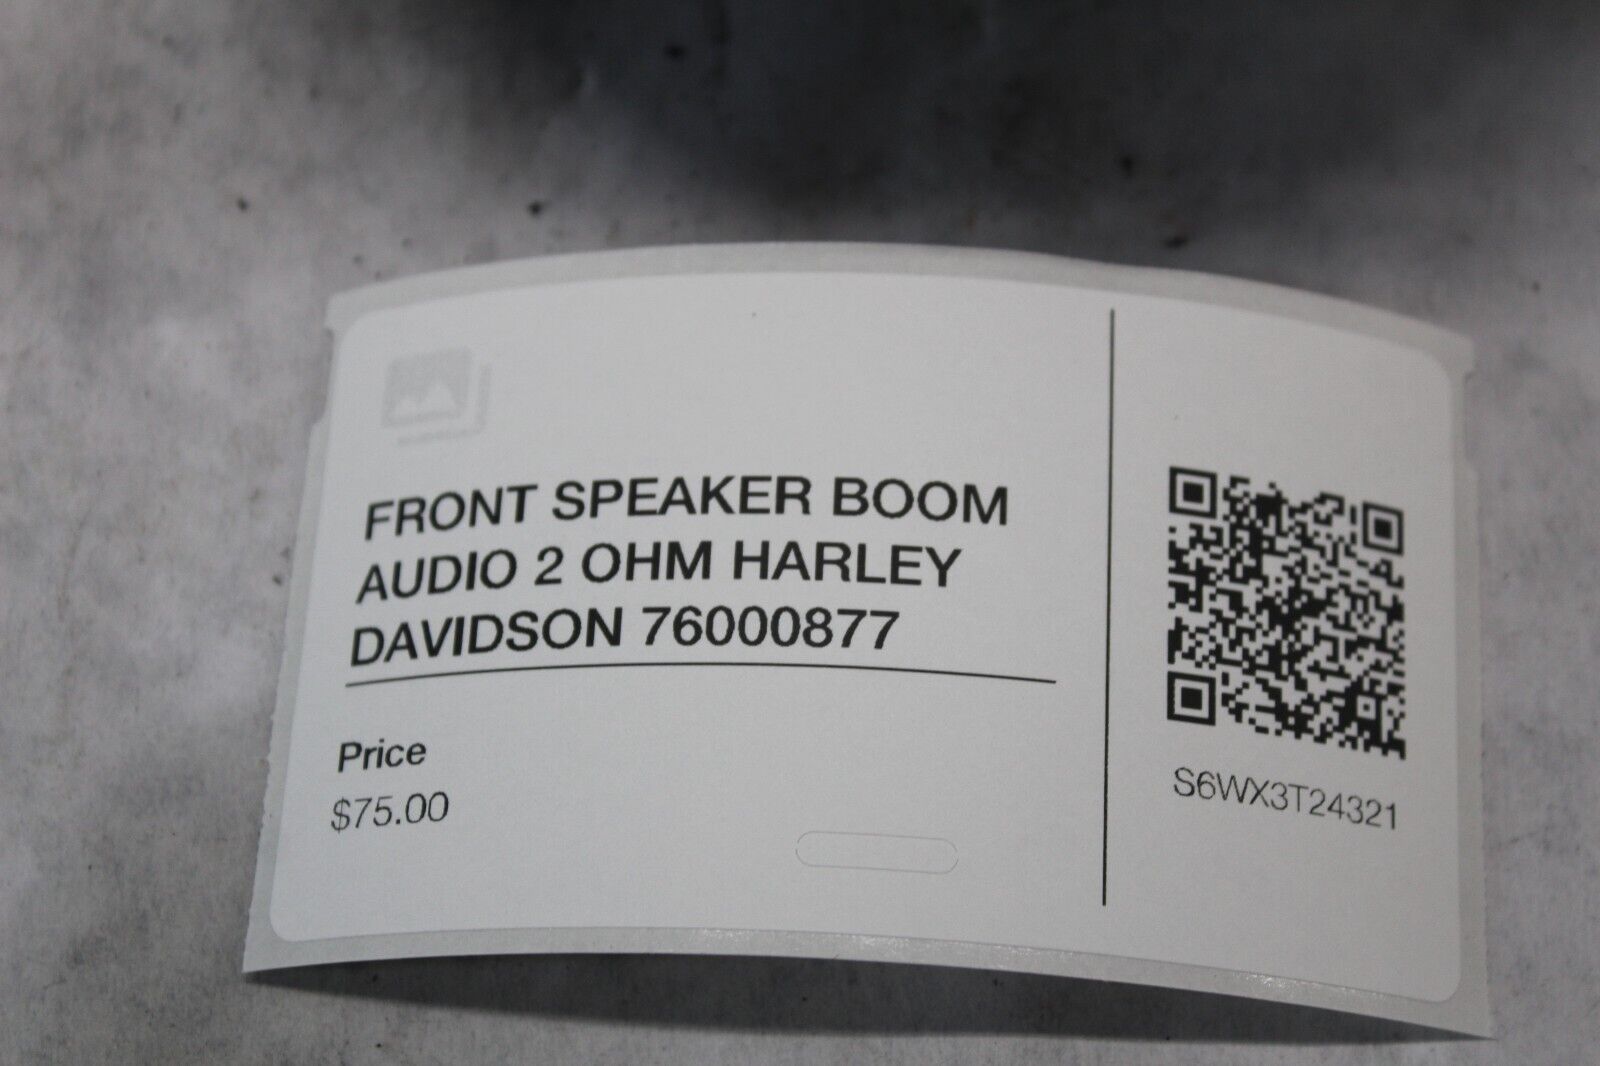 FRONT SPEAKER BOOM
AUDIO 2 OHM HARLEY
DAVIDSON 76000877
Price
$75.00
S6WX3T24321